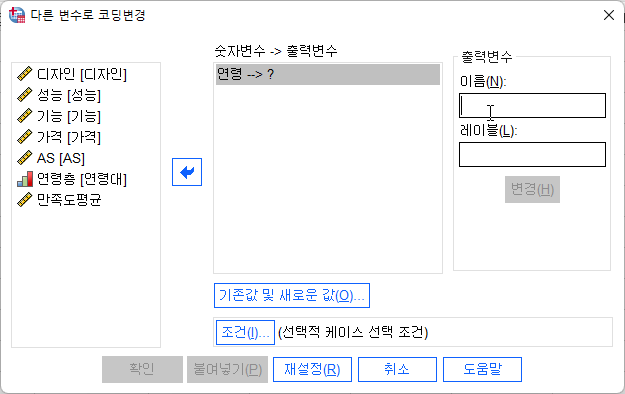 다른 변수로 코딩변경
숫자변수 -> 출력변수
디자인 [디자인]
성능 [성능]
기능 [기능]
가격 [가격]
AS [AS]
연령층 [연령대]
만족도평균
연령 --> ?
출력변수
이름(N):
레이블(L):
변경(H)
기존값 및 새로운 값(O)...
조건(I)... (선택적 케이스 선택 조건)
확인 붙여넣기(P) 재설정(R) 취소 도움말